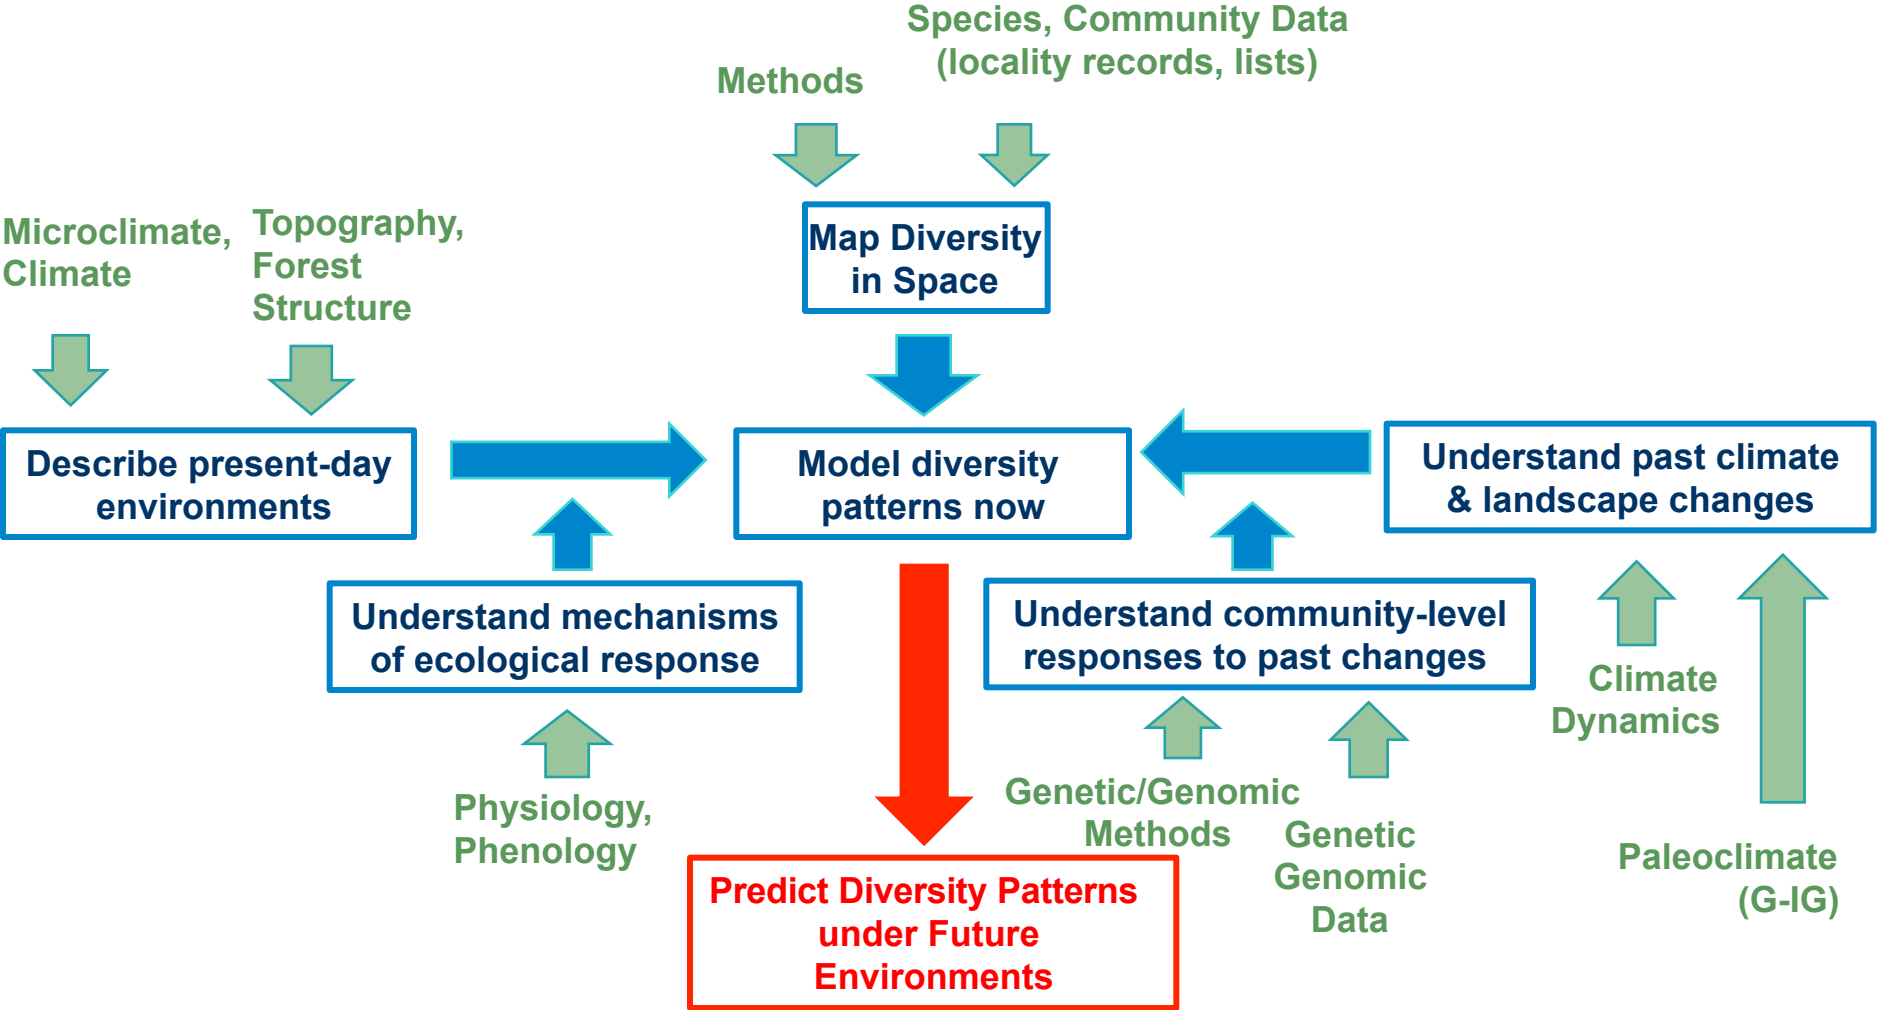 Species, Community Data
(locality records, lists)
Methods
Microclimate,
Climate
Topography,
Forest
Structure
Map Diversity
in Space
Describe present-day
environments
Model diversity
patterns now
Understand past climate
& landscape changes
Understand mechanisms
of ecological response
Understand community-level
responses to past changes
Climate
Dynamics
Physiology,
Phenology
Genetic/Genomic
Methods
Genetic
Genomic
Data
Paleoclimate
(G-IG)
Predict Diversity Patterns
under Future
Environments